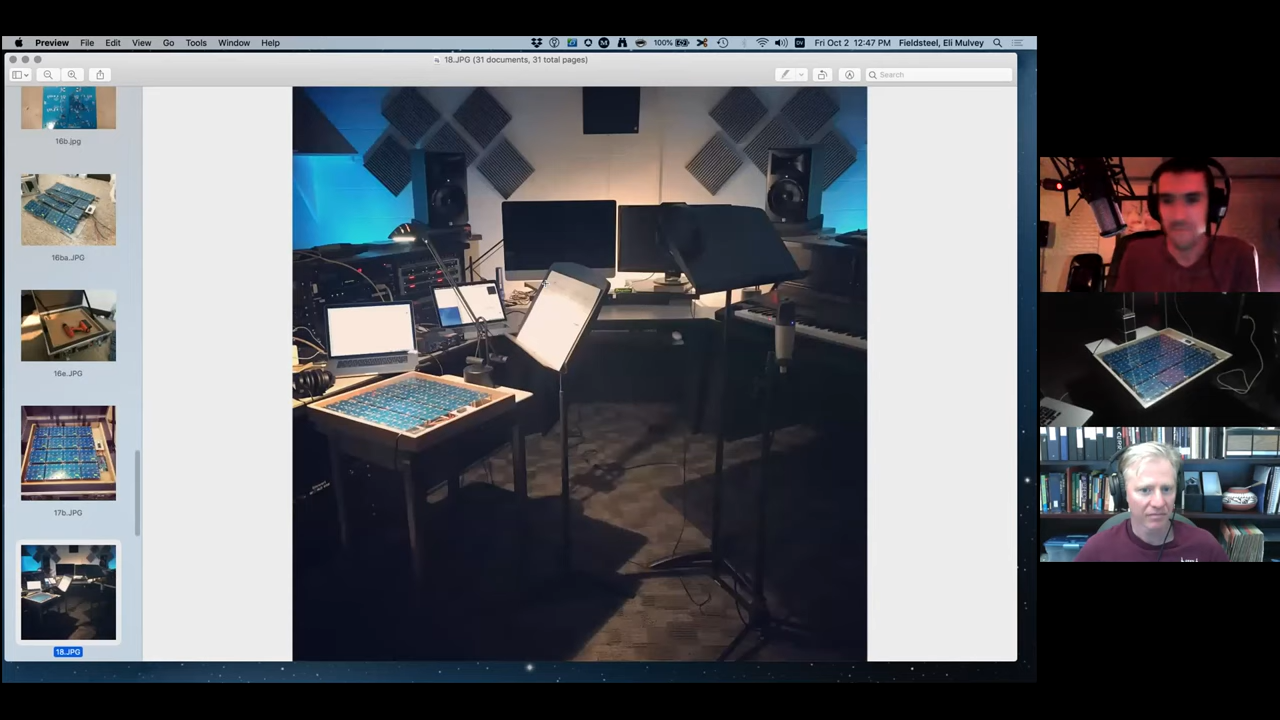 Preview File Edit View Go Tools Window Help 100% Fri Oct 2 12:47 PM Fieldsteel, Eli Mulvey
18.JPG (31 documents, 31 total pages)
Search
16b.jpg
16ba.JPG
16e.JPG
17b.JPG
18.JPG